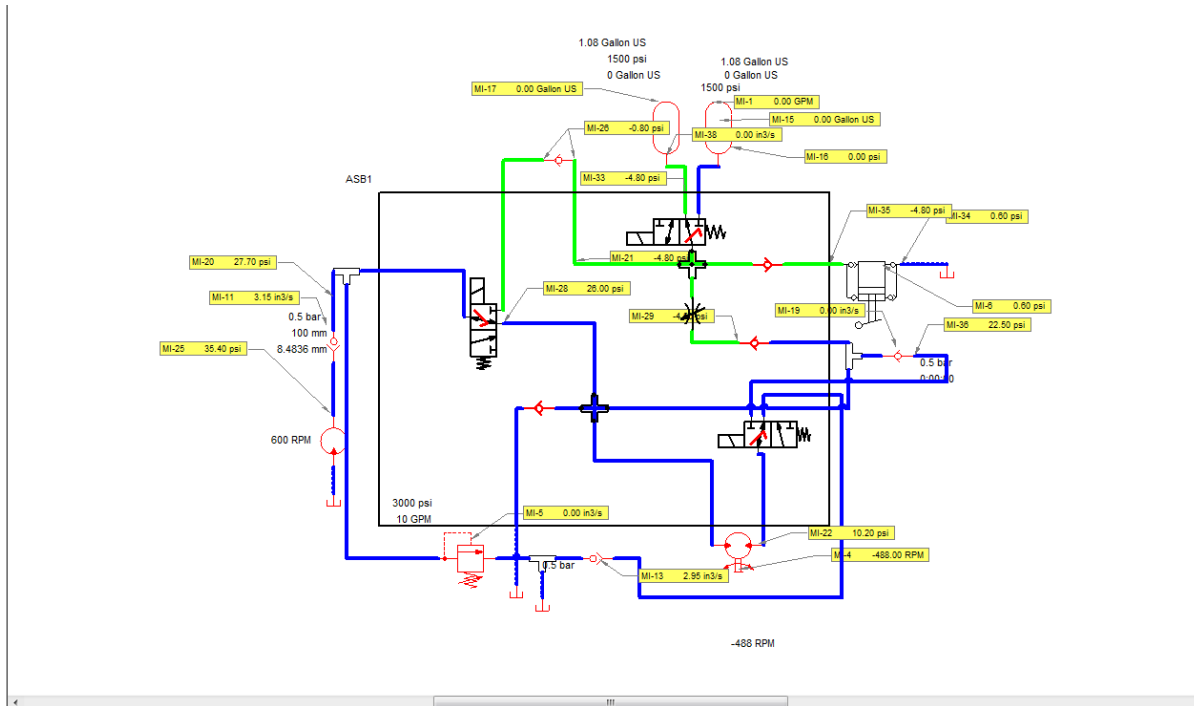 1.08 Gallon US
1500 psi
0 Gallon US
1.08 Gallon US
0 Gallon US
1500 psi
MI-17 0.00 Gallon US
MI-1 0.00 GPM
MI-15 0.00 Gallon US
MI-26 -0.80 psi
MI-38 0.00 in3/s
MI-16 0.00 psi
MI-33 -4.80 psi
ASB1
MI-35 -4.80 psi
MI-34 0.60 psi
MI-20 27.70 psi
MI-21 -4.80 psi
MI-28 26.00 psi
MI-11 3.15 in3/s
MI-6 0.60 psi
0.5 bar
100 mm
8.4836 mm
MI-29
MI-19 0.00 in3/s
MI-36 22.50 psi
MI-25 35.40 psi
0.5 bar
0:00:00
600 RPM
3000 psi
10 GPM
MI-5 0.00 in3/s
MI-22 10.20 psi
MI-4 -488.00 RPM
0.5 bar
MI-13 2.95 in3/s
-488 RPM